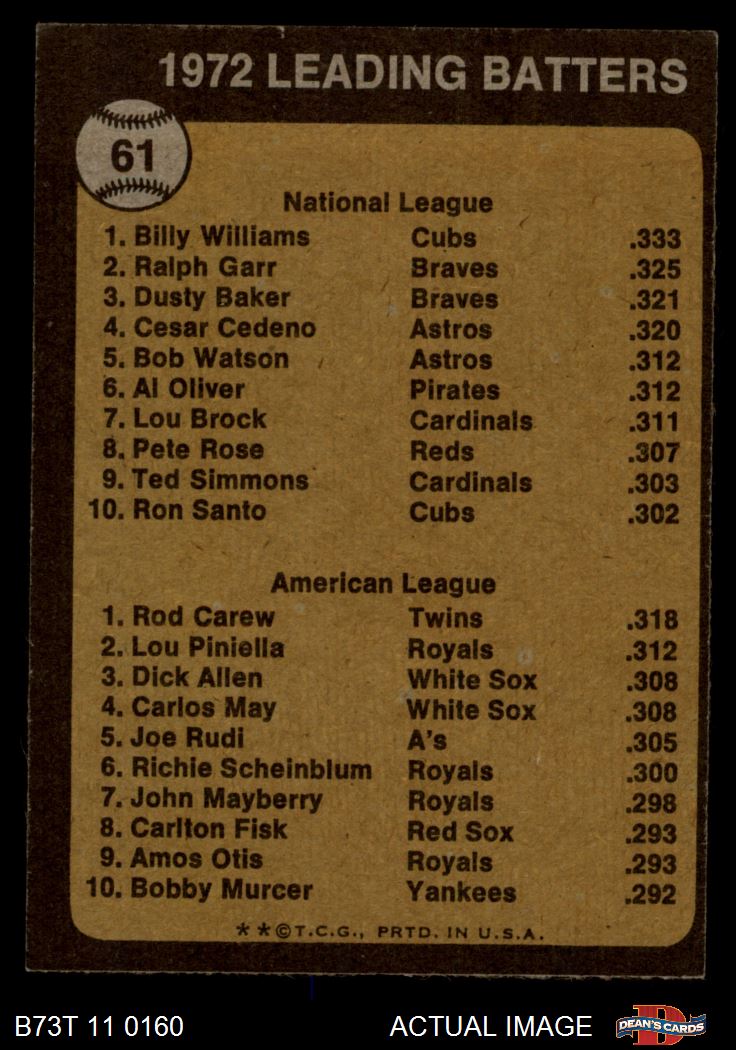 1972 LEADING BATTERS
61
National League
1. Billy Williams Cubs .333
2. Ralph Garr Braves .325
3. Dusty Baker Braves .321
4. Cesar Cedeno Astros .320
5. Bob Watson Astros .312
6. Al Oliver Pirates .312
7. Lou Brock Cardinals .311
8. Pete Rose Reds .307
9. Ted Simmons Cardinals .303
10. Ron Santo Cubs .302
American League
1. Rod Carew Twins .318
2. Lou Piniella Royals .312
3. Dick Allen White Sox .308
4. Carlos May White Sox .308
5. Joe Rudi A's .305
6. Richie Scheinblum Royals .300
7. John Mayberry Royals .298
8. Carlton Fisk Red Sox .293
9. Amos Otis Royals .293
10. Bobby Murcer Yankees .292
**©T.C.G., PRTD. IN U.S.A.
B73T 11 0160 ACTUAL IMAGE D DEAN'S CARDS